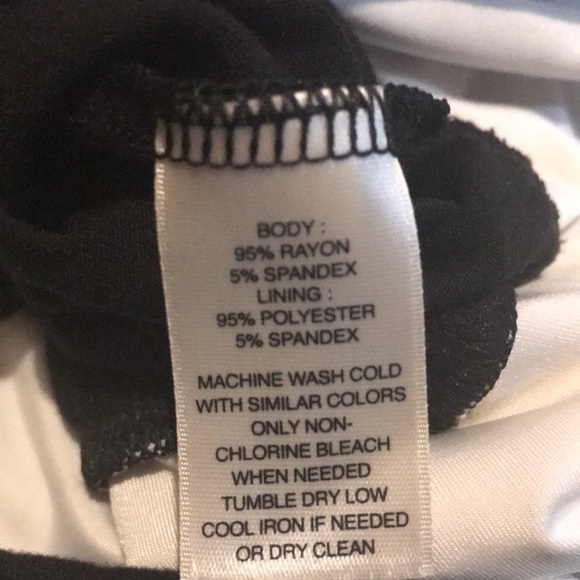 BODY :
95% RAYON
5% SPANDEX
LINING :
95% POLYESTER
5% SPANDEX
MACHINE WASH COLD
WITH SIMILAR COLORS
ONLY NON-
CHLORINE BLEACH
WHEN NEEDED
TUMBLE DRY LOW
COOL IRON IF NEEDED
OR DRY CLEAN